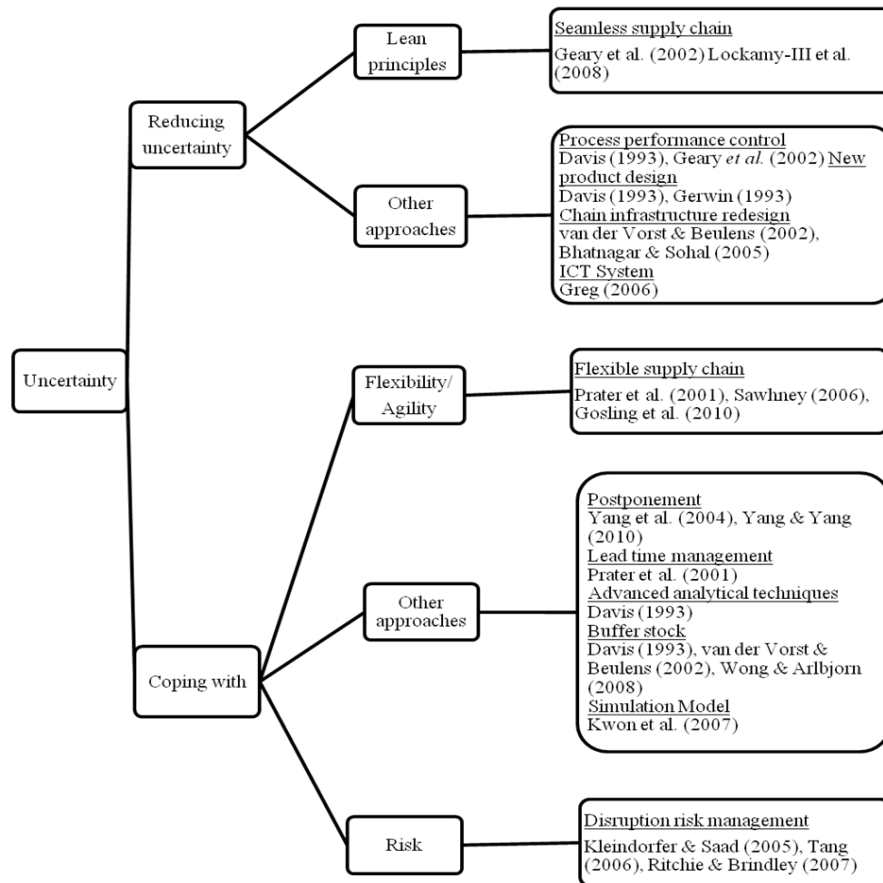 Uncertainty
Reducing
uncertainty
Lean
principles
Seamless supply chain
Geary et al. (2002) Lockamy-III et al.
(2008)
Other
approaches
Process performance control
Davis (1993), Geary et al. (2002) New
product design
Davis (1993), Gerwin (1993)
Chain infrastructure redesign
van der Vorst & Beulens (2002),
Bhatnagar & Sohal (2005)
ICT System
Greg (2006)
Coping with
Flexibility/
Agility
Flexible supply chain
Prater et al. (2001), Sawhney (2006),
Gosling et al. (2010)
Other
approaches
Postponement
Yang et al. (2004), Yang & Yang
(2010)
Lead time management
Prater et al. (2001)
Advanced analytical techniques
Davis (1993)
Buffer stock
Davis (1993), van der Vorst &
Beulens (2002), Wong & Arlbjorn
(2008)
Simulation Model
Kwon et al. (2007)
Risk
Disruption risk management
Kleindorfer & Saad (2005), Tang
(2006), Ritchie & Brindley (2007)